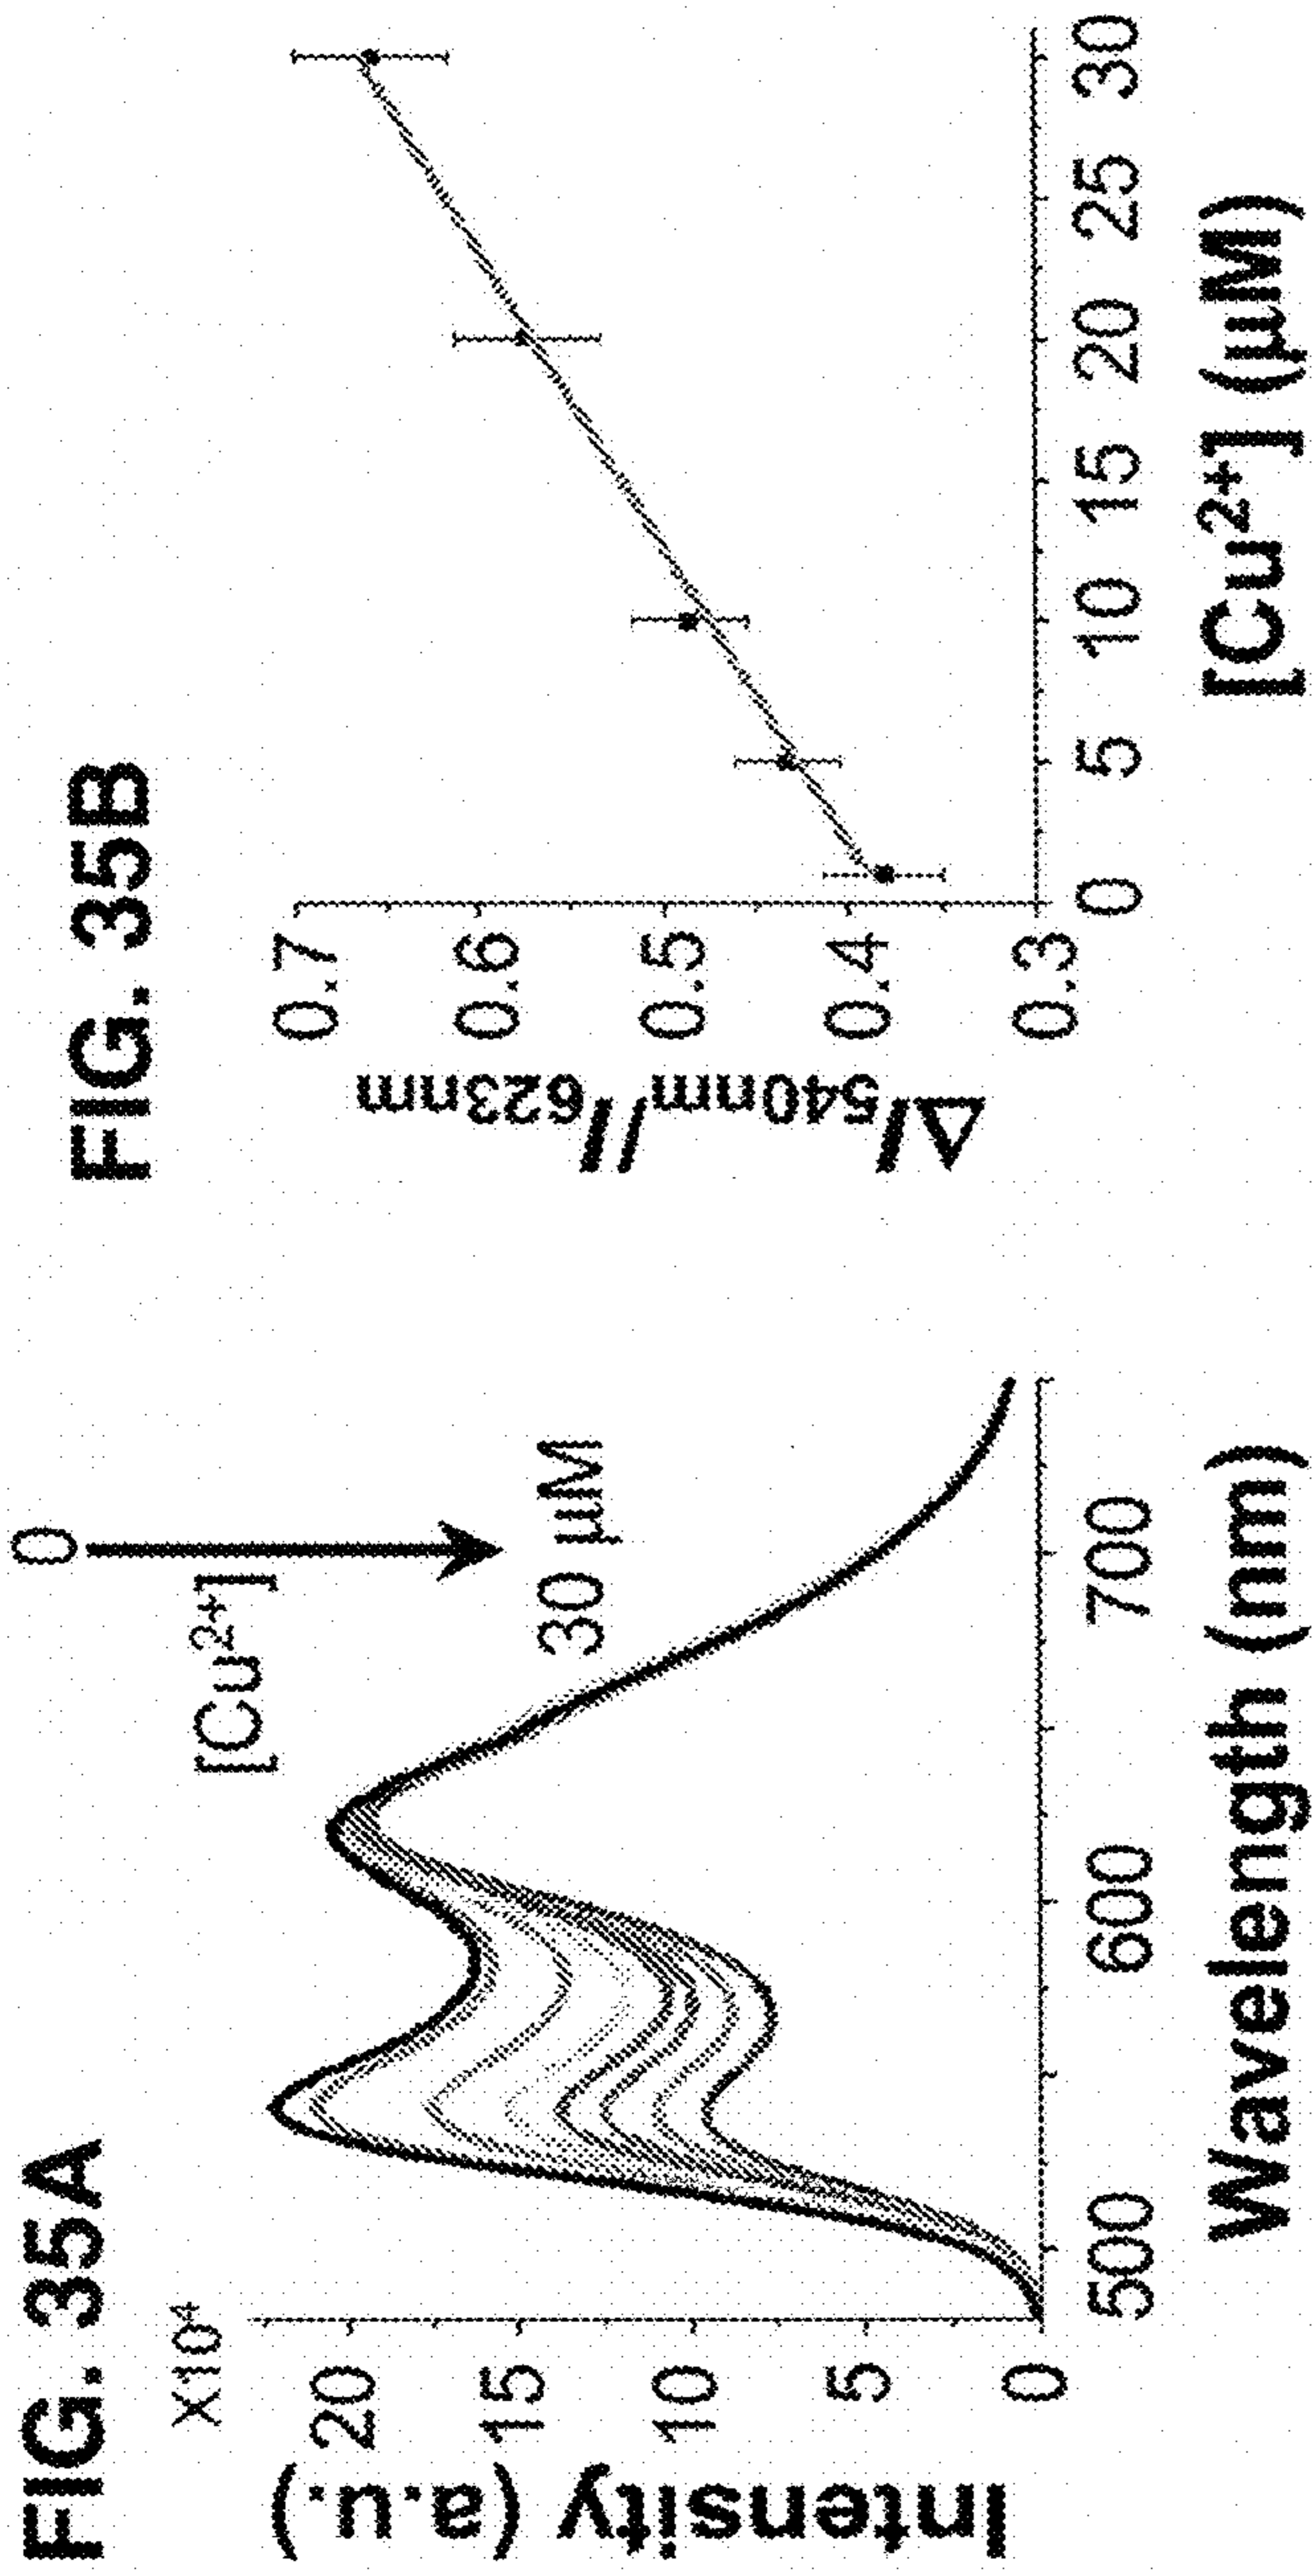 FIG. 35A
X10⁴
Intensity (a.u.)
20
15
10
5
0
0
[Cu²⁺]
30 µM
500
600
700
Wavelength (nm)
FIG. 35B
ΔI540nm/I623nm
0.7
0.6
0.5
0.4
0.3
0
5
10
15
20
25
30
[Cu²⁺] (µM)